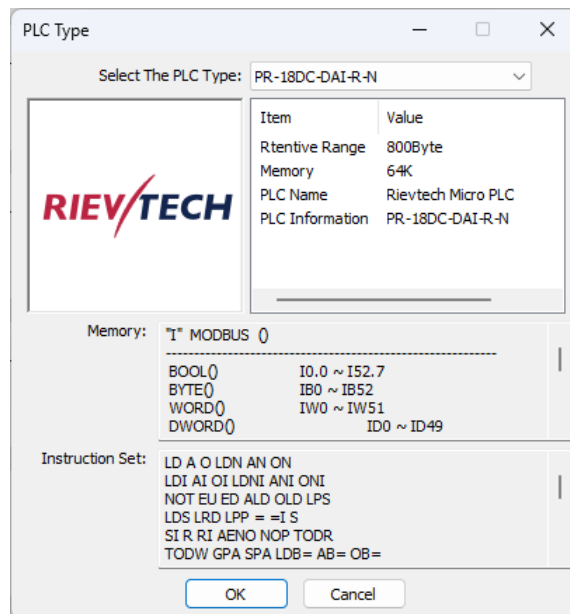 PLC Type
Select The PLC Type: PR-18DC-DAI-R-N
RIEVTECH
Item Value
Rtentive Range 800Byte
Memory 64K
PLC Name Rievtech Micro PLC
PLC Information PR-18DC-DAI-R-N
Memory:
"I" MODBUS ()
--------------------------------------------------------------
BOOL() I0.0 ~ I52.7
BYTE() IB0 ~ IB52
WORD() IW0 ~ IW51
DWORD() ID0 ~ ID49
Instruction Set:
LD A O LDN AN ON
LDI AI OI LDNI ANI ONI
NOT EU ED ALD OLD LPS
LDS LRD LPP = =I S
SI R RI AENO NOP TODR
TODW GPA SPA LDB= AB= OB=
OK Cancel